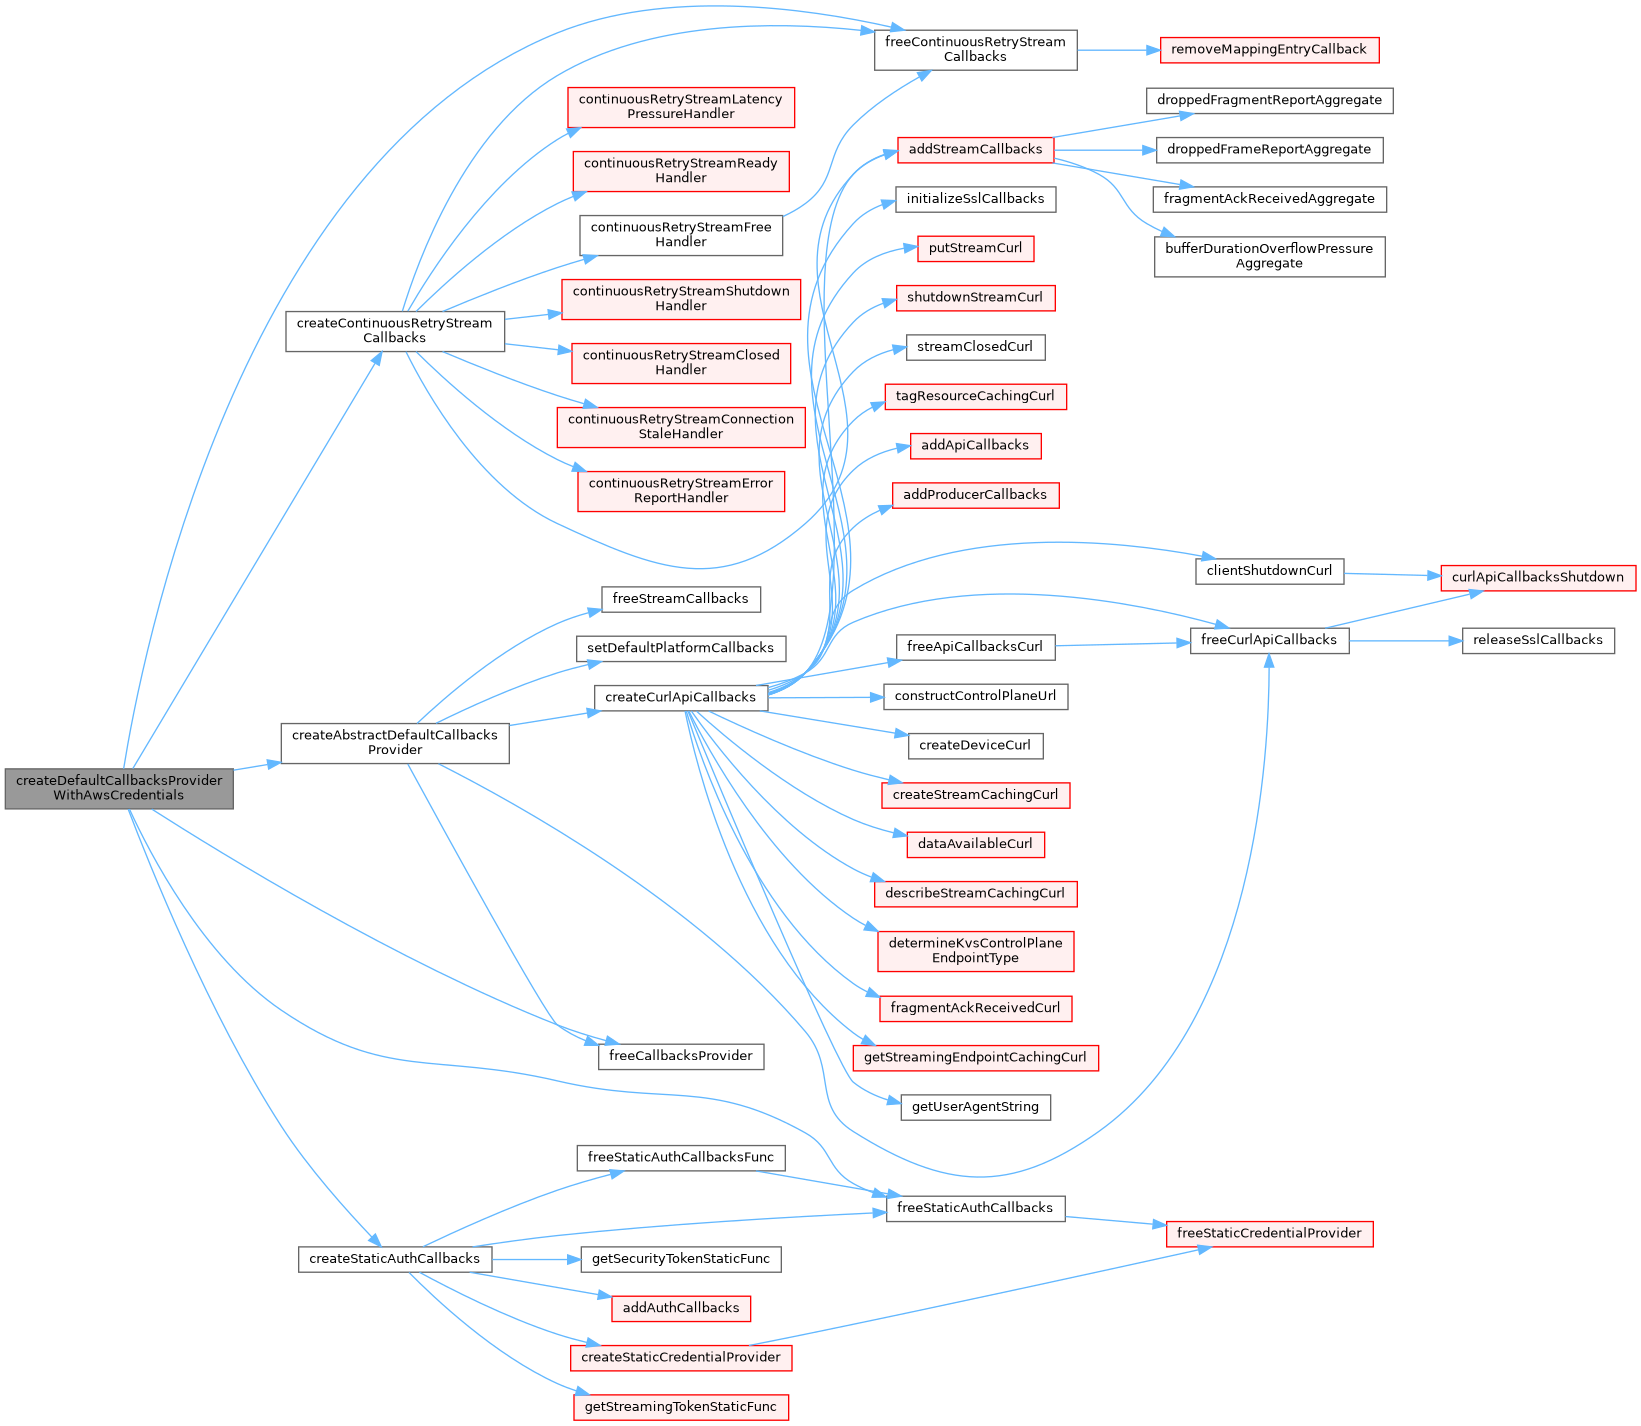 freeContinuousRetryStream
Callbacks
removeMappingEntryCallback
continuousRetryStreamLatency
PressureHandler
droppedFragmentReportAggregate
addStreamCallbacks
droppedFrameReportAggregate
continuousRetryStreamReady
Handler
initializeSslCallbacks
fragmentAckReceivedAggregate
continuousRetryStreamFree
Handler
putStreamCurl
bufferDurationOverflowPressure
Aggregate
continuousRetryStreamShutdown
Handler
shutdownStreamCurl
createContinuousRetryStream
Callbacks
streamClosedCurl
continuousRetryStreamClosed
Handler
tagResourceCachingCurl
continuousRetryStreamConnection
StaleHandler
addApiCallbacks
continuousRetryStreamError
ReportHandler
addProducerCallbacks
clientShutdownCurl
curlApiCallbacksShutdown
freeStreamCallbacks
setDefaultPlatformCallbacks
freeApiCallbacksCurl
freeCurlApiCallbacks
releaseSslCallbacks
createCurlApiCallbacks
constructControlPlaneUrl
createAbstractDefaultCallbacks
Provider
createDeviceCurl
createDefaultCallbacksProvider
WithAwsCredentials
createStreamCachingCurl
dataAvailableCurl
describeStreamCachingCurl
determineKvsControlPlane
EndpointType
fragmentAckReceivedCurl
freeCallbacksProvider
getStreamingEndpointCachingCurl
getUserAgentString
freeStaticAuthCallbacksFunc
freeStaticAuthCallbacks
freeStaticCredentialProvider
createStaticAuthCallbacks
getSecurityTokenStaticFunc
addAuthCallbacks
createStaticCredentialProvider
getStreamingTokenStaticFunc